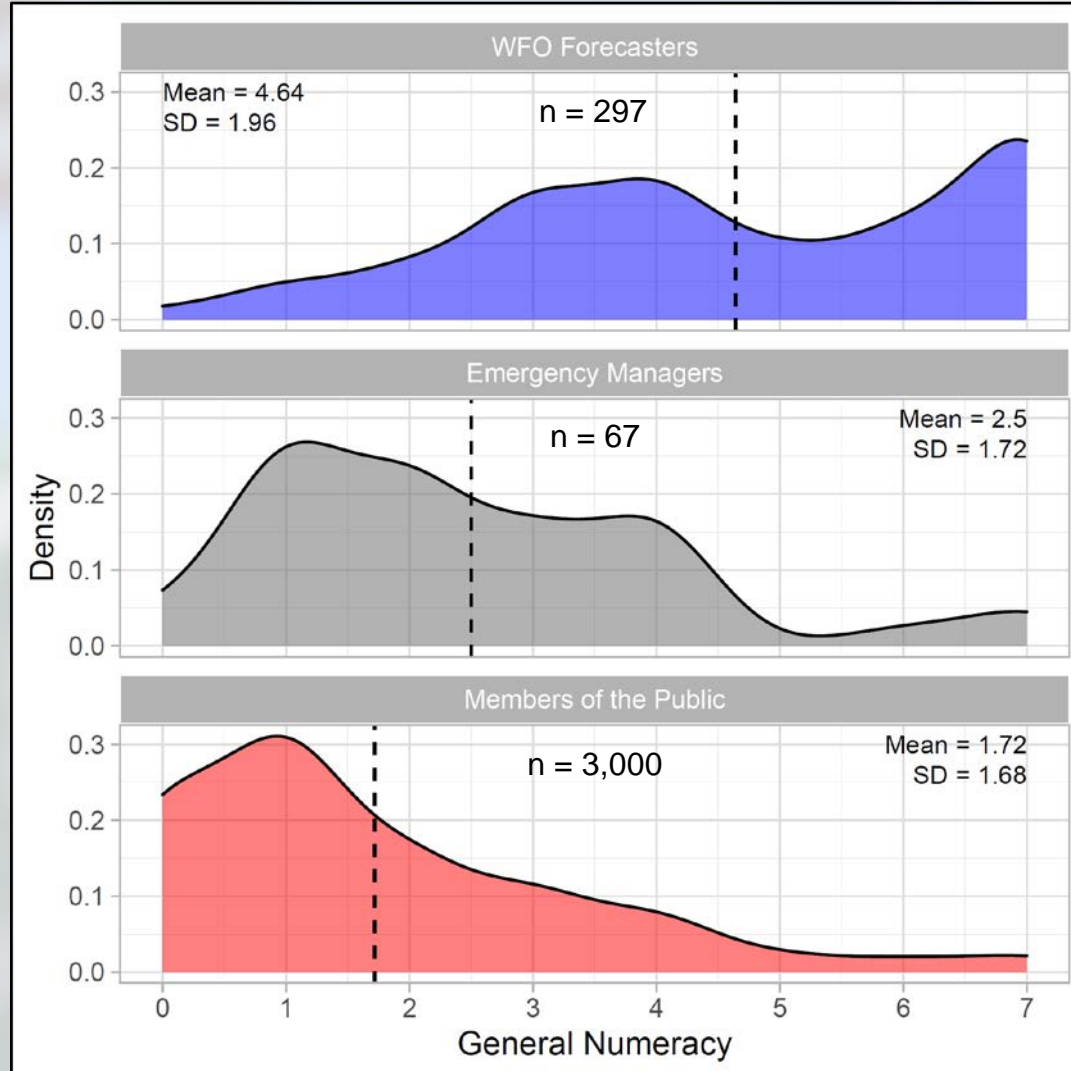 WFO Forecasters
Mean = 4.64
SD = 1.96
n = 297
0.3
0.2
0.1
0.0
Emergency Managers
n = 67
Mean = 2.5
SD = 1.72
0.3
0.2
0.1
0.0
Density
Members of the Public
n = 3,000
Mean = 1.72
SD = 1.68
0.3
0.2
0.1
0.0
0 1 2 3 4 5 6 7
General Numeracy